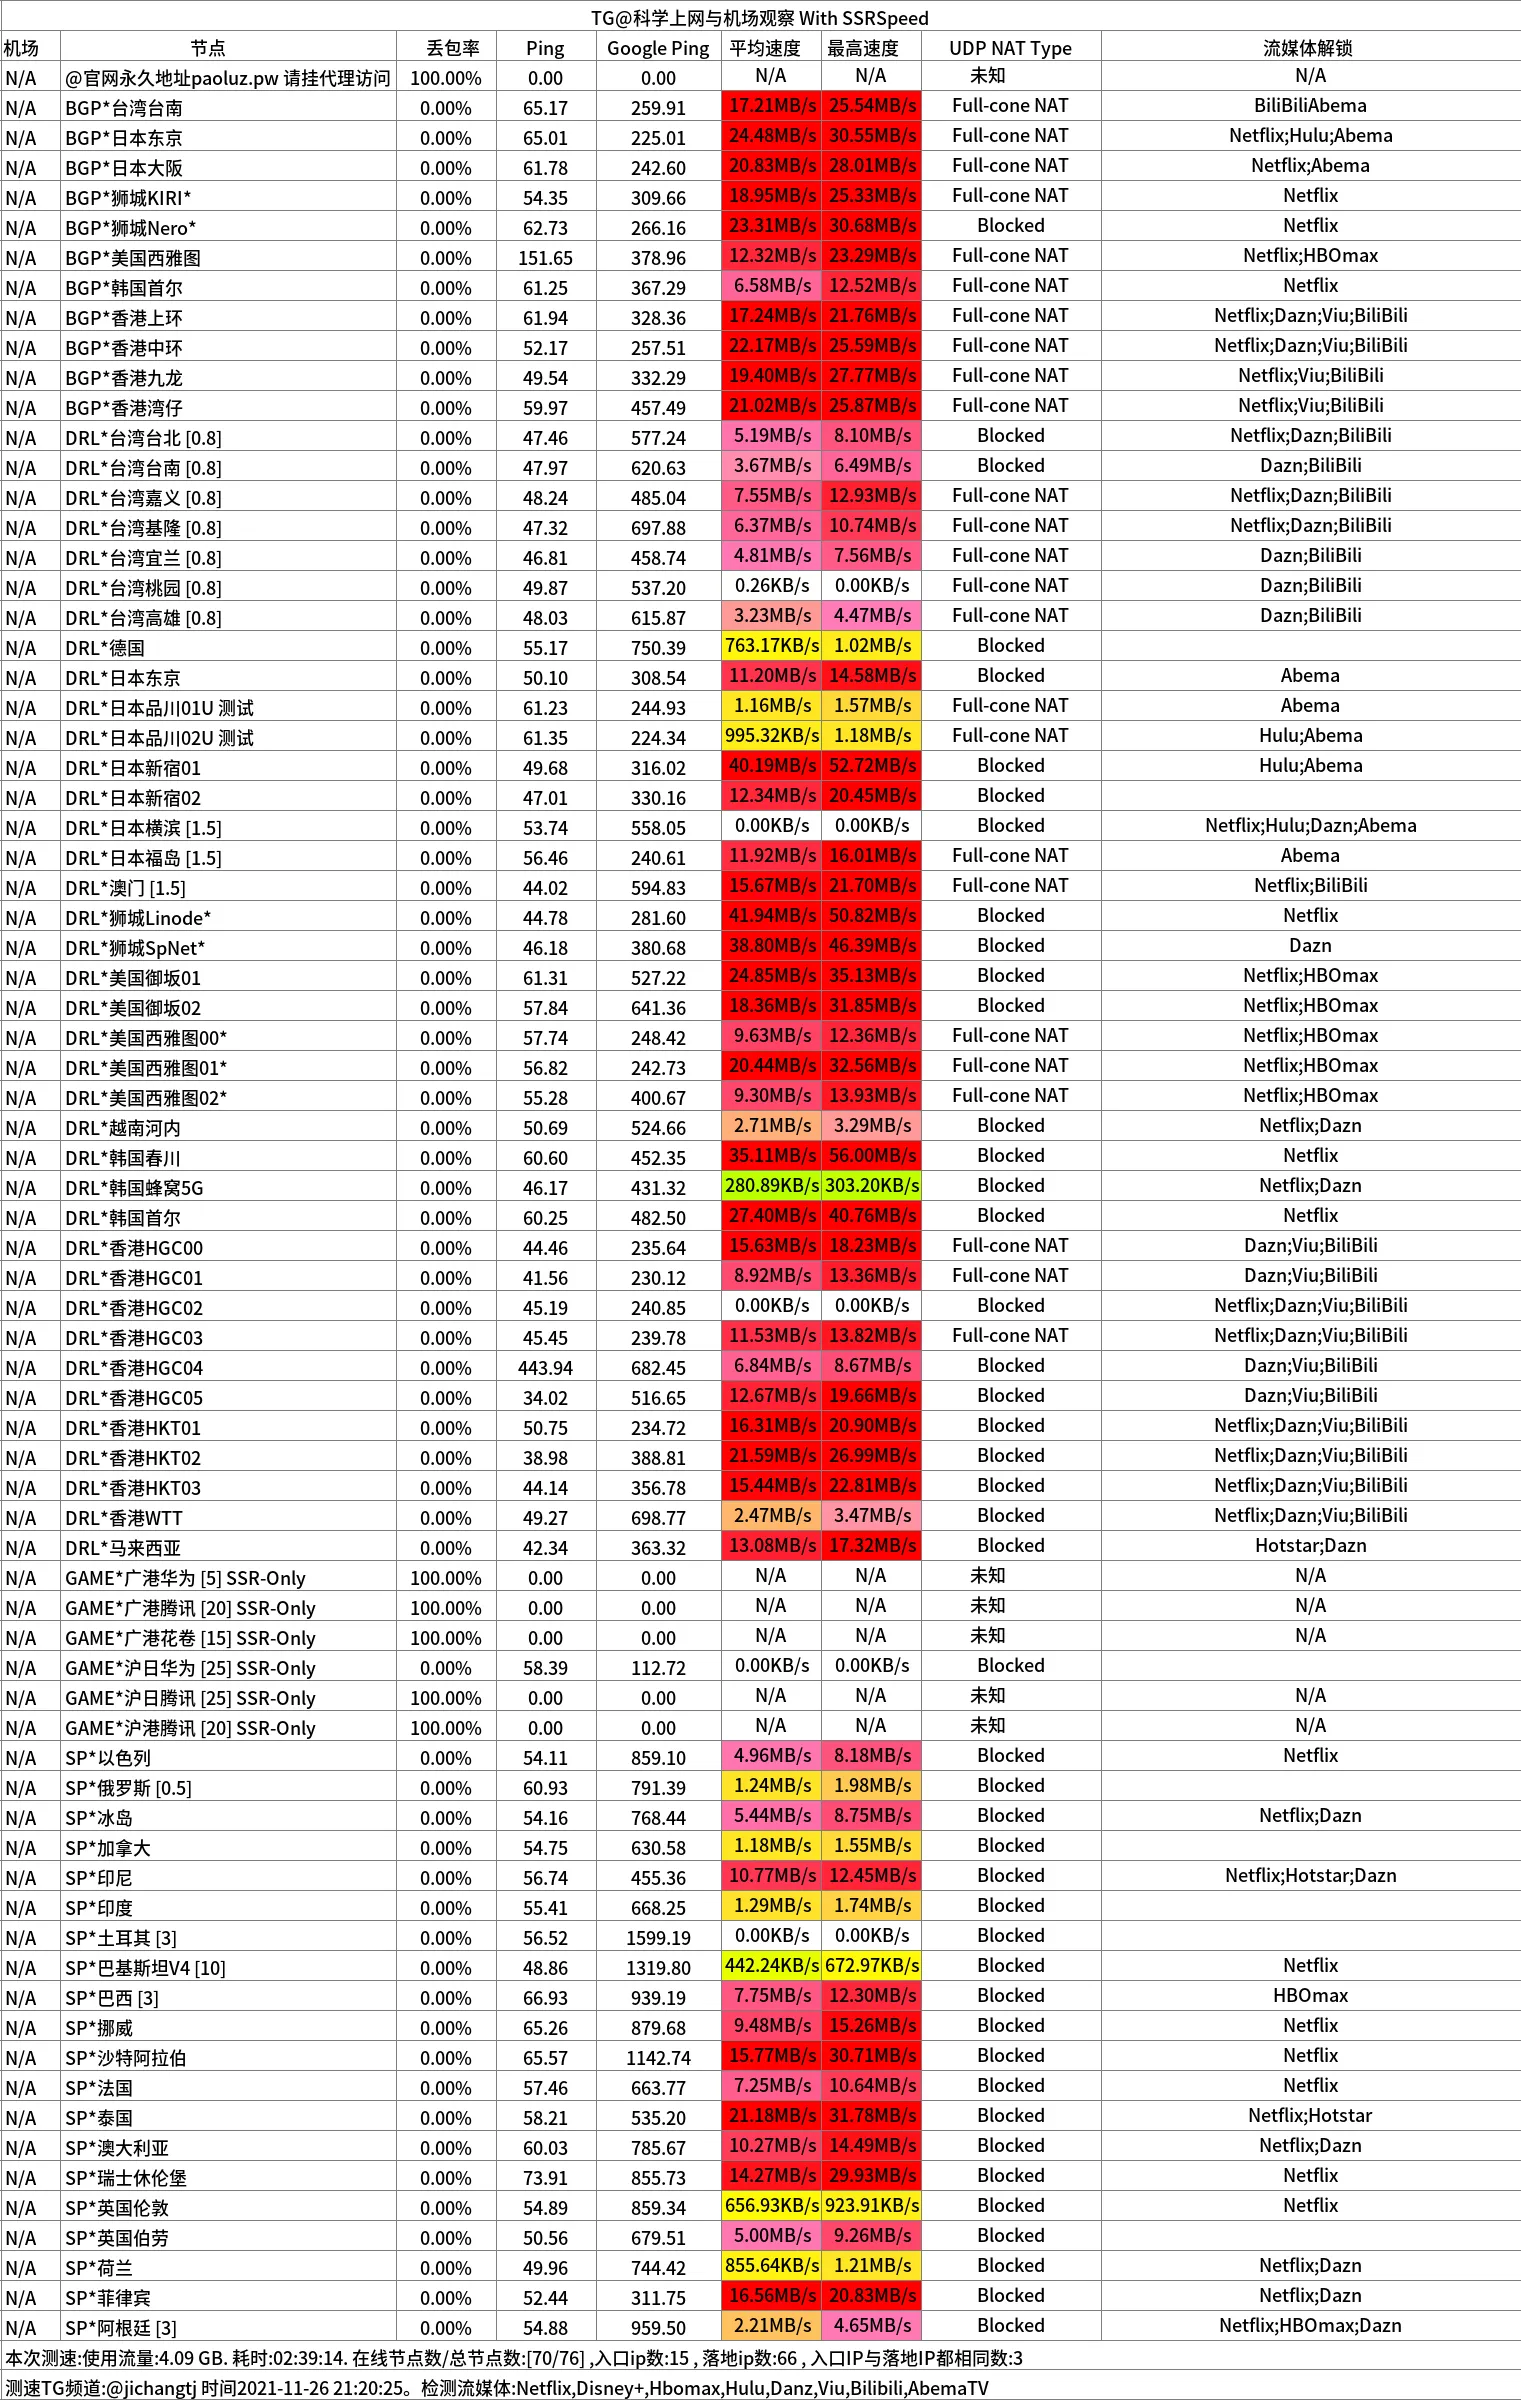 TG@科学上网与机场观察 With SSRSpeed
机场 节点 丢包率 Ping Google Ping 平均速度 最高速度 UDP NAT Type 流媒体解锁
N/A @官网永久地址paoluz.pw 请挂代理访问 100.00% 0.00 0.00 N/A N/A 未知 N/A
N/A BGP*台湾台南 0.00% 65.17 259.91 17.21MB/s 25.54MB/s Full-cone NAT BiliBiliAbema
N/A BGP*日本东京 0.00% 65.01 225.01 24.48MB/s 30.55MB/s Full-cone NAT Netflix;Hulu;Abema
N/A BGP*日本大阪 0.00% 61.78 242.60 20.83MB/s 28.01MB/s Full-cone NAT Netflix;Abema
N/A BGP*狮城KIRI* 0.00% 54.35 309.66 18.95MB/s 25.33MB/s Full-cone NAT Netflix
N/A BGP*狮城Nero* 0.00% 62.73 266.16 23.31MB/s 30.68MB/s Blocked Netflix
N/A BGP*美国西雅图 0.00% 151.65 378.96 12.32MB/s 23.29MB/s Full-cone NAT Netflix;HBOmax
N/A BGP*韩国首尔 0.00% 61.25 367.29 6.58MB/s 12.52MB/s Full-cone NAT Netflix
N/A BGP*香港上环 0.00% 61.94 328.36 17.24MB/s 21.76MB/s Full-cone NAT Netflix;Dazn;Viu;BiliBili
N/A BGP*香港中环 0.00% 52.17 257.51 22.17MB/s 25.59MB/s Full-cone NAT Netflix;Dazn;Viu;BiliBili
N/A BGP*香港九龙 0.00% 49.54 332.29 19.40MB/s 27.77MB/s Full-cone NAT Netflix;Viu;BiliBili
N/A BGP*香港湾仔 0.00% 59.97 457.49 21.02MB/s 25.87MB/s Full-cone NAT Netflix;Viu;BiliBili
N/A DRL*台湾台北 [0.8] 0.00% 47.46 577.24 5.19MB/s 8.10MB/s Blocked Netflix;Dazn;BiliBili
N/A DRL*台湾台南 [0.8] 0.00% 47.97 620.63 3.67MB/s 6.49MB/s Blocked Dazn;BiliBili
N/A DRL*台湾嘉义 [0.8] 0.00% 48.24 485.04 7.55MB/s 12.93MB/s Full-cone NAT Netflix;Dazn;BiliBili
N/A DRL*台湾基隆 [0.8] 0.00% 47.32 697.88 6.37MB/s 10.74MB/s Full-cone NAT Netflix;Dazn;BiliBili
N/A DRL*台湾宜兰 [0.8] 0.00% 46.81 458.74 4.81MB/s 7.56MB/s Full-cone NAT Dazn;BiliBili
N/A DRL*台湾桃园 [0.8] 0.00% 49.87 537.20 0.26KB/s 0.00KB/s Full-cone NAT Dazn;BiliBili
N/A DRL*台湾高雄 [0.8] 0.00% 48.03 615.87 3.23MB/s 4.47MB/s Full-cone NAT Dazn;BiliBili
N/A DRL*德国 0.00% 55.17 750.39 763.17KB/s 1.02MB/s Blocked
N/A DRL*日本东京 0.00% 50.10 308.54 11.20MB/s 14.58MB/s Blocked Abema
N/A DRL*日本品川01U 测试 0.00% 61.23 244.93 1.16MB/s 1.57MB/s Full-cone NAT Abema
N/A DRL*日本品川02U 测试 0.00% 61.35 224.34 995.32KB/s 1.18MB/s Full-cone NAT Hulu;Abema
N/A DRL*日本新宿01 0.00% 49.68 316.02 40.19MB/s 52.72MB/s Blocked Hulu;Abema
N/A DRL*日本新宿02 0.00% 47.01 330.16 12.34MB/s 20.45MB/s Blocked
N/A DRL*日本横滨 [1.5] 0.00% 53.74 558.05 0.00KB/s 0.00KB/s Blocked Netflix;Hulu;Dazn;Abema
N/A DRL*日本福岛 [1.5] 0.00% 56.46 240.61 11.92MB/s 16.01MB/s Full-cone NAT Abema
N/A DRL*澳门 [1.5] 0.00% 44.02 594.83 15.67MB/s 21.70MB/s Full-cone NAT Netflix;BiliBili
N/A DRL*狮城Linode* 0.00% 44.78 281.60 41.94MB/s 50.82MB/s Blocked Netflix
N/A DRL*狮城SpNet* 0.00% 46.18 380.68 38.80MB/s 46.39MB/s Blocked Dazn
N/A DRL*美国御坂01 0.00% 61.31 527.22 24.85MB/s 35.13MB/s Blocked Netflix;HBOmax
N/A DRL*美国御坂02 0.00% 57.84 641.36 18.36MB/s 31.85MB/s Blocked Netflix;HBOmax
N/A DRL*美国西雅图00* 0.00% 57.74 248.42 9.63MB/s 12.36MB/s Full-cone NAT Netflix;HBOmax
N/A DRL*美国西雅图01* 0.00% 56.82 242.73 20.44MB/s 32.56MB/s Full-cone NAT Netflix;HBOmax
N/A DRL*美国西雅图02* 0.00% 55.28 400.67 9.30MB/s 13.93MB/s Full-cone NAT Netflix;HBOmax
N/A DRL*越南河内 0.00% 50.69 524.66 2.71MB/s 3.29MB/s Blocked Netflix;Dazn
N/A DRL*韩国春川 0.00% 60.60 452.35 35.11MB/s 56.00MB/s Blocked Netflix
N/A DRL*韩国蜂窝5G 0.00% 46.17 431.32 280.89KB/s 303.20KB/s Blocked Netflix;Dazn
N/A DRL*韩国首尔 0.00% 60.25 482.50 27.40MB/s 40.76MB/s Blocked Netflix
N/A DRL*香港HGC00 0.00% 44.46 235.64 15.63MB/s 18.23MB/s Full-cone NAT Dazn;Viu;BiliBili
N/A DRL*香港HGC01 0.00% 41.56 230.12 8.92MB/s 13.36MB/s Full-cone NAT Dazn;Viu;BiliBili
N/A DRL*香港HGC02 0.00% 45.19 240.85 0.00KB/s 0.00KB/s Blocked Netflix;Dazn;Viu;BiliBili
N/A DRL*香港HGC03 0.00% 45.45 239.78 11.53MB/s 13.82MB/s Full-cone NAT Netflix;Dazn;Viu;BiliBili
N/A DRL*香港HGC04 0.00% 443.94 682.45 6.84MB/s 8.67MB/s Blocked Dazn;Viu;BiliBili
N/A DRL*香港HGC05 0.00% 34.02 516.65 12.67MB/s 19.66MB/s Blocked Dazn;Viu;BiliBili
N/A DRL*香港HKT01 0.00% 50.75 234.72 16.31MB/s 20.90MB/s Blocked Netflix;Dazn;Viu;BiliBili
N/A DRL*香港HKT02 0.00% 38.98 388.81 21.59MB/s 26.99MB/s Blocked Netflix;Dazn;Viu;BiliBili
N/A DRL*香港HKT03 0.00% 44.14 356.78 15.44MB/s 22.81MB/s Blocked Netflix;Dazn;Viu;BiliBili
N/A DRL*香港WTT 0.00% 49.27 698.77 2.47MB/s 3.47MB/s Blocked Netflix;Dazn;Viu;BiliBili
N/A DRL*马来西亚 0.00% 42.34 363.32 13.08MB/s 17.32MB/s Blocked Hotstar;Dazn
N/A GAME*广港华为 [5] SSR-Only 100.00% 0.00 0.00 N/A N/A 未知 N/A
N/A GAME*广港腾讯 [20] SSR-Only 100.00% 0.00 0.00 N/A N/A 未知 N/A
N/A GAME*广港花卷 [15] SSR-Only 100.00% 0.00 0.00 N/A N/A 未知 N/A
N/A GAME*沪日华为 [25] SSR-Only 0.00% 58.39 112.72 0.00KB/s 0.00KB/s Blocked
N/A GAME*沪日腾讯 [25] SSR-Only 100.00% 0.00 0.00 N/A N/A 未知 N/A
N/A GAME*沪港腾讯 [20] SSR-Only 100.00% 0.00 0.00 N/A N/A 未知 N/A
N/A SP*以色列 0.00% 54.11 859.10 4.96MB/s 8.18MB/s Blocked Netflix
N/A SP*俄罗斯 [0.5] 0.00% 60.93 791.39 1.24MB/s 1.98MB/s Blocked
N/A SP*冰岛 0.00% 54.16 768.44 5.44MB/s 8.75MB/s Blocked Netflix;Dazn
N/A SP*加拿大 0.00% 54.75 630.58 1.18MB/s 1.55MB/s Blocked
N/A SP*印尼 0.00% 56.74 455.36 10.77MB/s 12.45MB/s Blocked Netflix;Hotstar;Dazn
N/A SP*印度 0.00% 55.41 668.25 1.29MB/s 1.74MB/s Blocked
N/A SP*土耳其 [3] 0.00% 56.52 1599.19 0.00KB/s 0.00KB/s Blocked
N/A SP*巴基斯坦V4 [10] 0.00% 48.86 1319.80 442.24KB/s 672.97KB/s Blocked Netflix
N/A SP*巴西 [3] 0.00% 66.93 939.19 7.75MB/s 12.30MB/s Blocked HBOmax
N/A SP*挪威 0.00% 65.26 879.68 9.48MB/s 15.26MB/s Blocked Netflix
N/A SP*沙特阿拉伯 0.00% 65.57 1142.74 15.77MB/s 30.71MB/s Blocked Netflix
N/A SP*法国 0.00% 57.46 663.77 7.25MB/s 10.64MB/s Blocked Netflix
N/A SP*泰国 0.00% 58.21 535.20 21.18MB/s 31.78MB/s Blocked Netflix;Hotstar
N/A SP*澳大利亚 0.00% 60.03 785.67 10.27MB/s 14.49MB/s Blocked Netflix;Dazn
N/A SP*瑞士休伦堡 0.00% 73.91 855.73 14.27MB/s 29.93MB/s Blocked Netflix
N/A SP*英国伦敦 0.00% 54.89 859.34 656.93KB/s 923.91KB/s Blocked Netflix
N/A SP*英国伯劳 0.00% 50.56 679.51 5.00MB/s 9.26MB/s Blocked
N/A SP*荷兰 0.00% 49.96 744.42 855.64KB/s 1.21MB/s Blocked Netflix;Dazn
N/A SP*菲律宾 0.00% 52.44 311.75 16.56MB/s 20.83MB/s Blocked Netflix;Dazn
N/A SP*阿根廷 [3] 0.00% 54.88 959.50 2.21MB/s 4.65MB/s Blocked Netflix;HBOmax;Dazn
本次测速:使用流量:4.09 GB. 耗时:02:39:14. 在线节点数/总节点数:[70/76] ,入口ip数:15 , 落地ip数:66 , 入口IP与落地IP都相同数:3
测速TG频道:@jichangtj 时间2021-11-26 21:20:25。检测流媒体:Netflix,Disney+,Hbomax,Hulu,Danz,Viu,Bilibili,AbemaTV